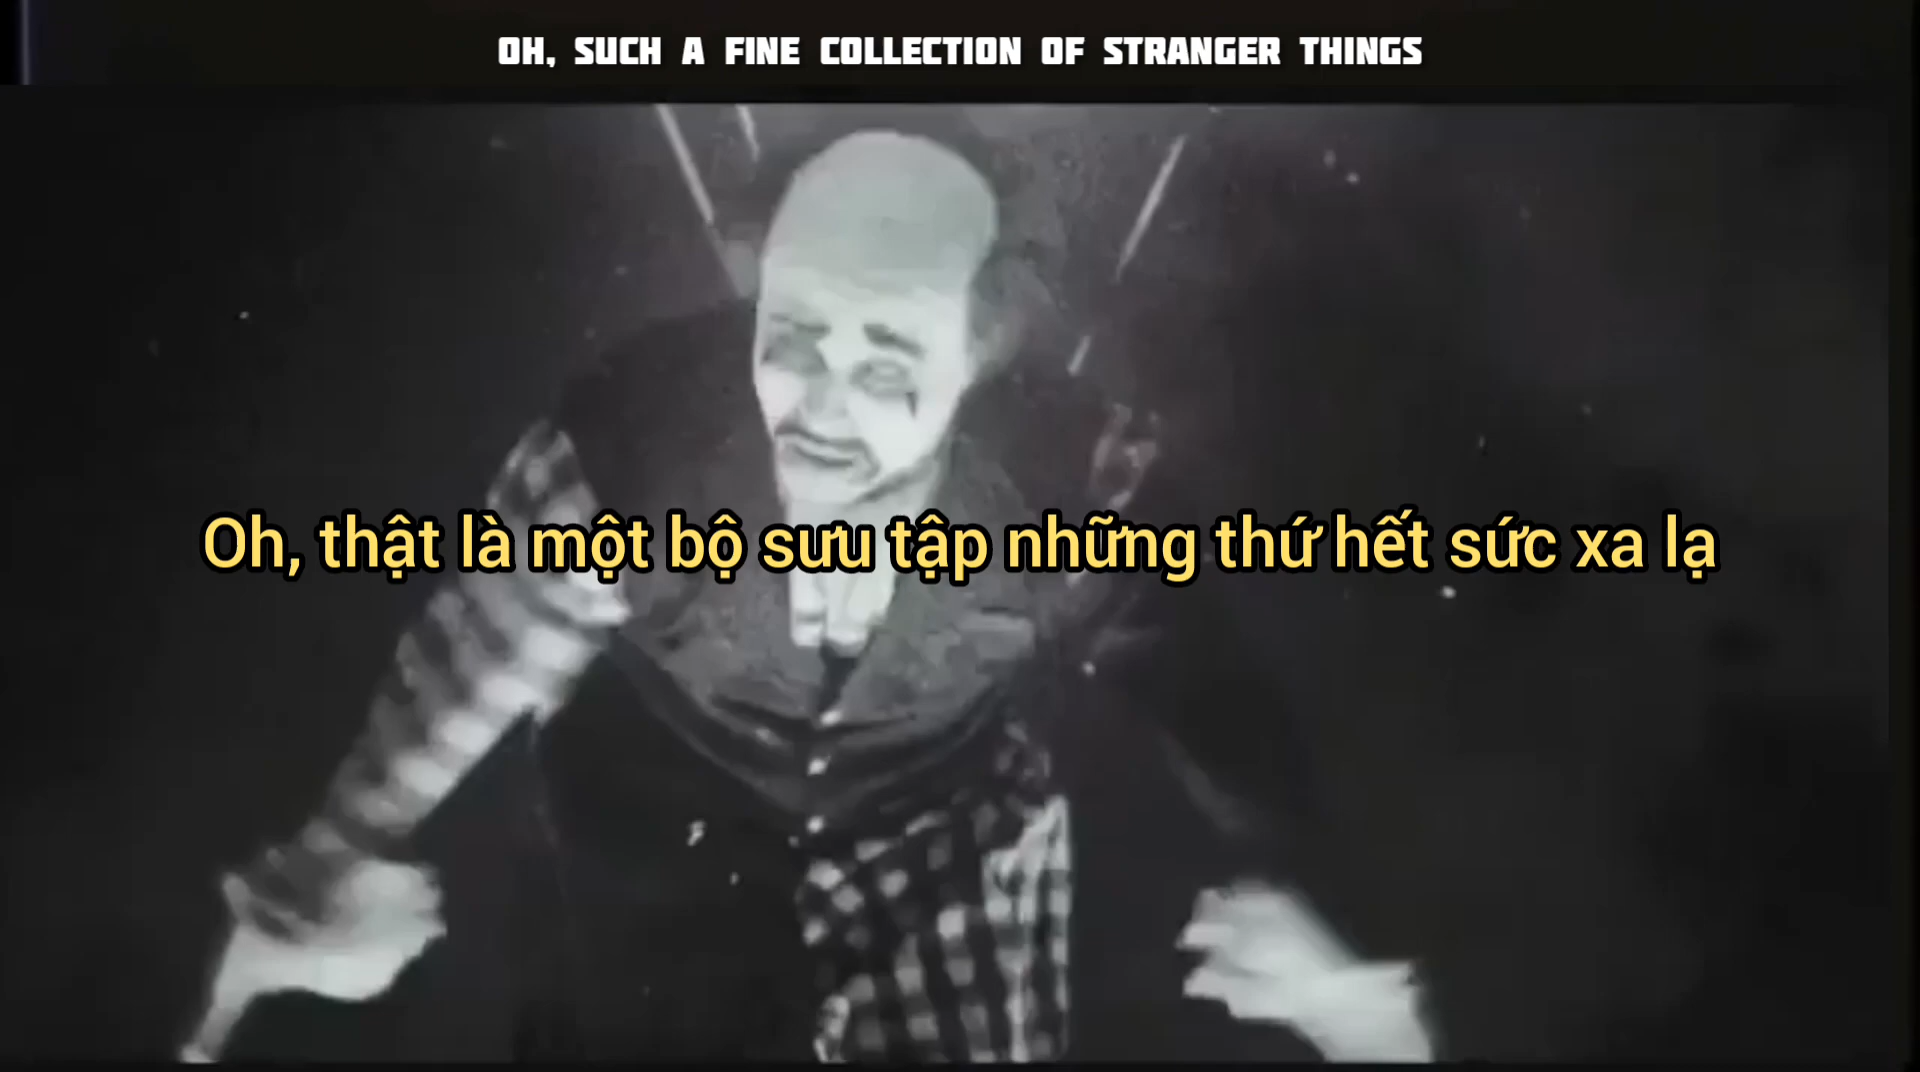 OH, SUCH A FINE COLLECTION OF STRANGER THINGS
Oh, thật là một bộ sưu tập những thứ hết sức xa lạ